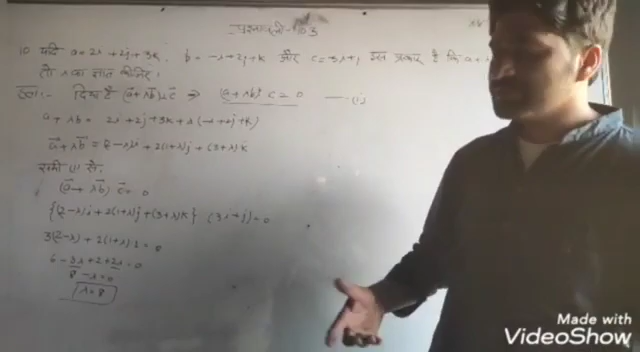 प्रश्नावली-10.3
10 यदि a = 2i + 2j + 3k, b = -i + 2j + k और c = 3i + j इस प्रकार है कि a +
तो λ का मान ज्ञात कीजिए।
हल:- दिया है (a⃗ + λb⃗) ⊥ c⃗ ⇒ (a + λb) c = 0 —(i)
a + λb = 2i + 2j + 3k + λ(-i + 2j + k)
a⃗ + λb⃗ = (2-λ)i + 2(1+λ)j + (3+λ)k
समी से
(a⃗ + λb⃗) c⃗ = 0
{(2-λ)i + 2(1+λ)j + (3+λ)k} (3i + j) = 0
3(2-λ) + 2(1+λ) = 0
6 - 3λ + 2 + 2λ = 0
8 - λ = 0
λ = 8
Made with
VideoShow